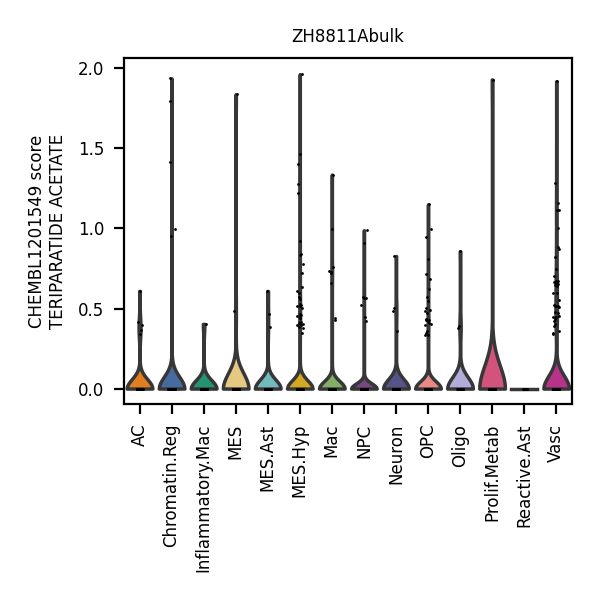 ZH8811Abulk
CHEMBL1201549 score
TERIPARATIDE ACETATE
2.0
1.5
1.0
0.5
0.0
AC
Chromatin.Reg
Inflammatory.Mac
MES
MES.Ast
MES.Hyp
Mac
NPC
Neuron
OPC
Oligo
Prolif.Metab
Reactive.Ast
Vasc